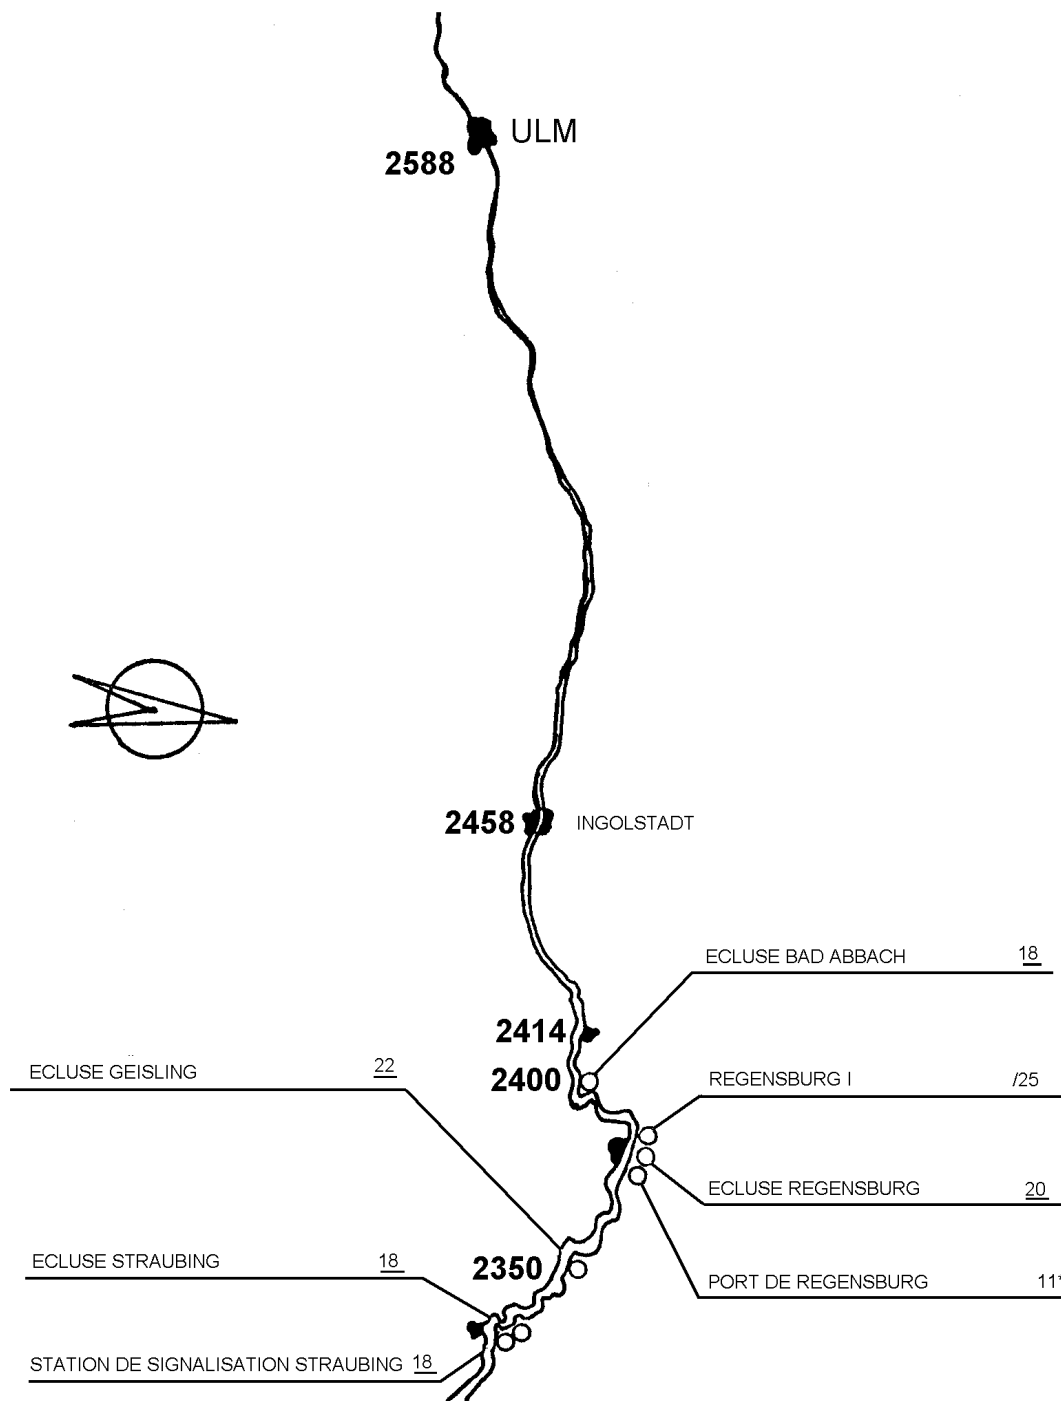 ULM
2588
2458 INGOLSTADT
ECLUSE BAD ABBACH 18
2414
ECLUSE GEISLING 22
2400
REGENSBURG I /25
ECLUSE REGENSBURG 20
ECLUSE STRAUBING 18
2350
PORT DE REGENSBURG 11*
STATION DE SIGNALISATION STRAUBING 18